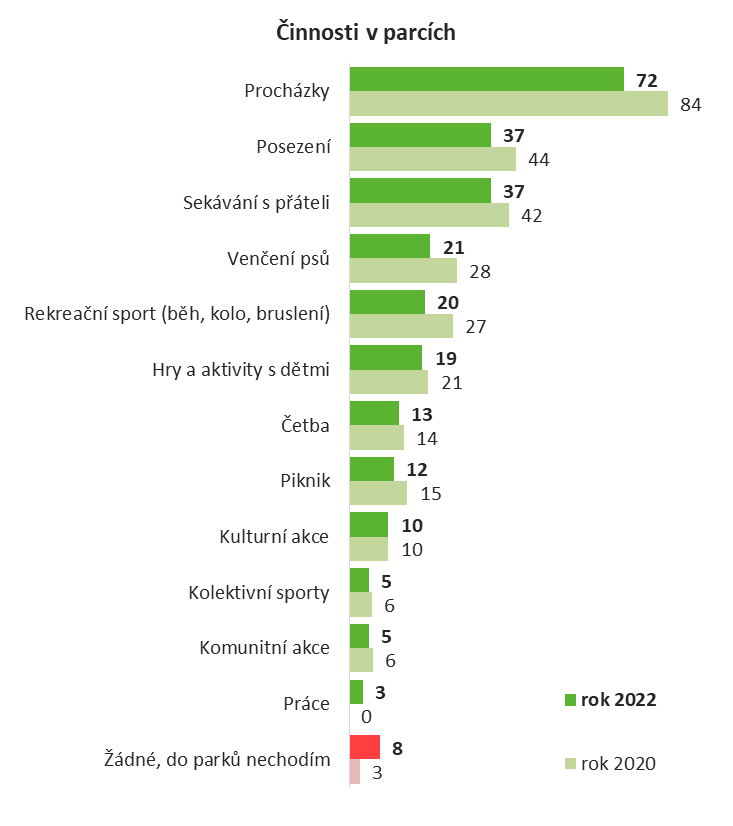 Činnosti v parcích
Procházky
72
84
Posezení
37
44
Sekávání s přáteli
37
42
Venčení psů
21
28
Rekreační sport (běh, kolo, bruslení)
20
27
Hry a aktivity s dětmi
19
21
Četba
13
14
Piknik
12
15
Kulturní akce
10
10
Kolektivní sporty
5
6
Komunitní akce
5
6
Práce
3
0
Žádné, do parků nechodím
8
3
rok 2022
rok 2020